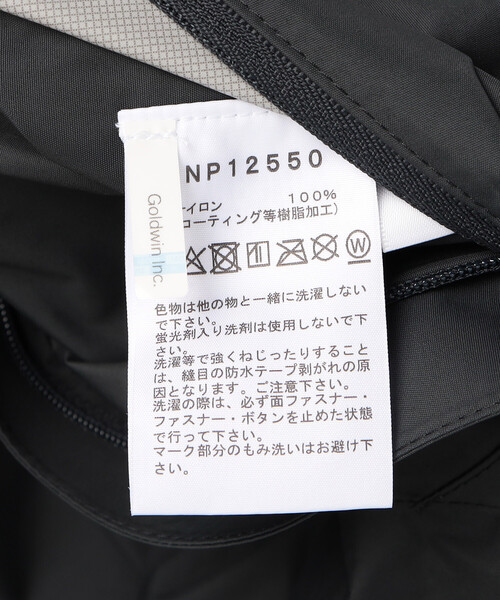 NP12550
イロン 100%
コーティング等樹脂加工)
Goldwin Inc.
W
色物は他の物と一緒に洗濯しない
で下さい。
蛍光剤入り洗剤は使用しないで下
さい。
洗濯等で強くねじったりすること
は、縫目の防水テープ剥がれの原
因となります。ご注意下さい。
洗濯の際は、必ず面ファスナー・
ファスナー・ボタンを止めた状態
で行って下さい。
マーク部分のもみ洗いはお避け下
さい。